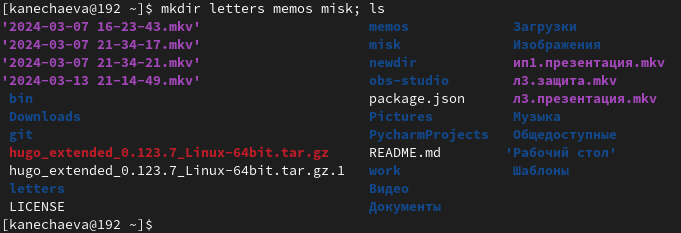 [kanechaeva@192 ~]$ mkdir letters memos misk; ls
'2024-03-07 16-23-43.mkv' memos Загрузки
'2024-03-07 21-34-17.mkv' misk Изображения
'2024-03-07 21-34-21.mkv' newdir ип1.презентация.mkv
'2024-03-13 21-14-49.mkv' obs-studio л3.защита.mkv
bin package.json л3.презентация.mkv
Downloads Pictures Музыка
git PycharmProjects Общедоступные
hugo_extended_0.123.7_Linux-64bit.tar.gz README.md 'Рабочий стол'
hugo_extended_0.123.7_Linux-64bit.tar.gz.1 work Шаблоны
letters Видео
LICENSE Документы
[kanechaeva@192 ~]$